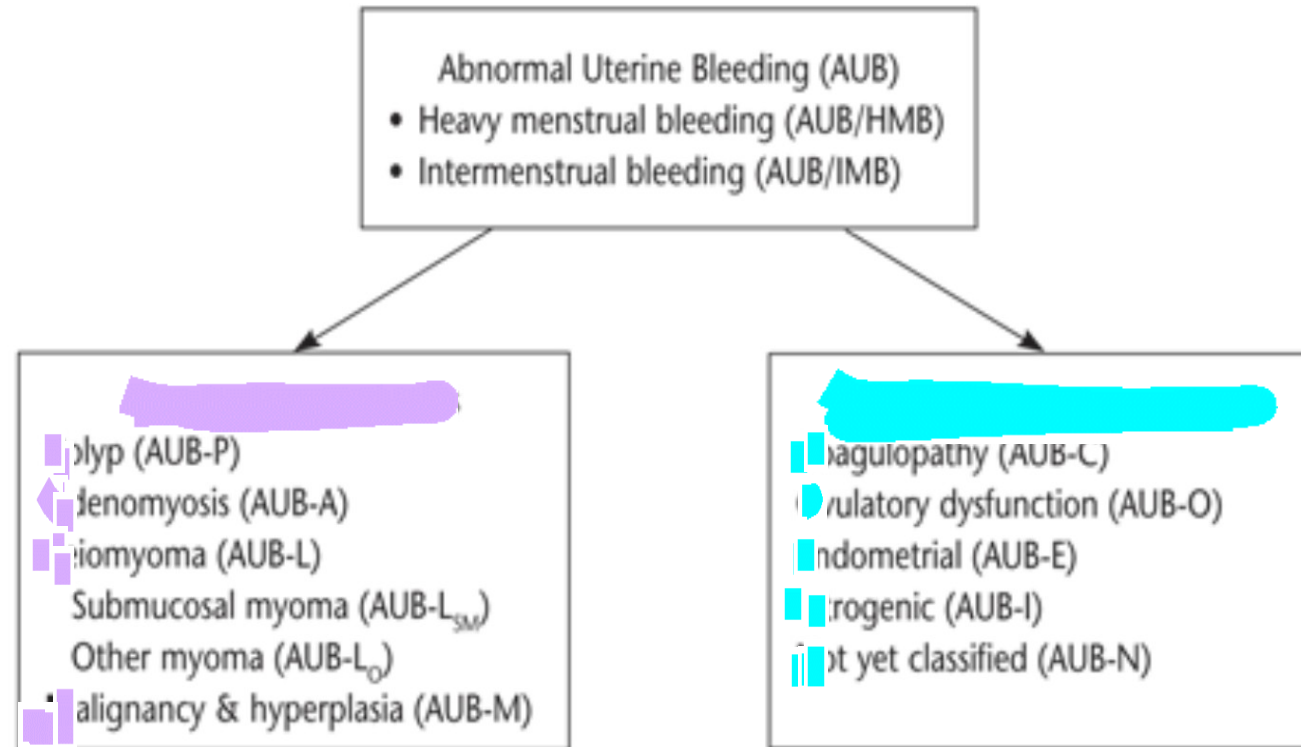 Abnormal Uterine Bleeding (AUB)
• Heavy menstrual bleeding (AUB/HMB)
• Intermenstrual bleeding (AUB/IMB)
olyp (AUB-P)
denomyosis (AUB-A)
eiomyoma (AUB-L)
Submucosal myoma (AUB-L_SM)
Other myoma (AUB-L_O)
alignancy & hyperplasia (AUB-M)
oagulopathy (AUB-C)
vulatory dysfunction (AUB-O)
ndometrial (AUB-E)
trogenic (AUB-I)
ot yet classified (AUB-N)